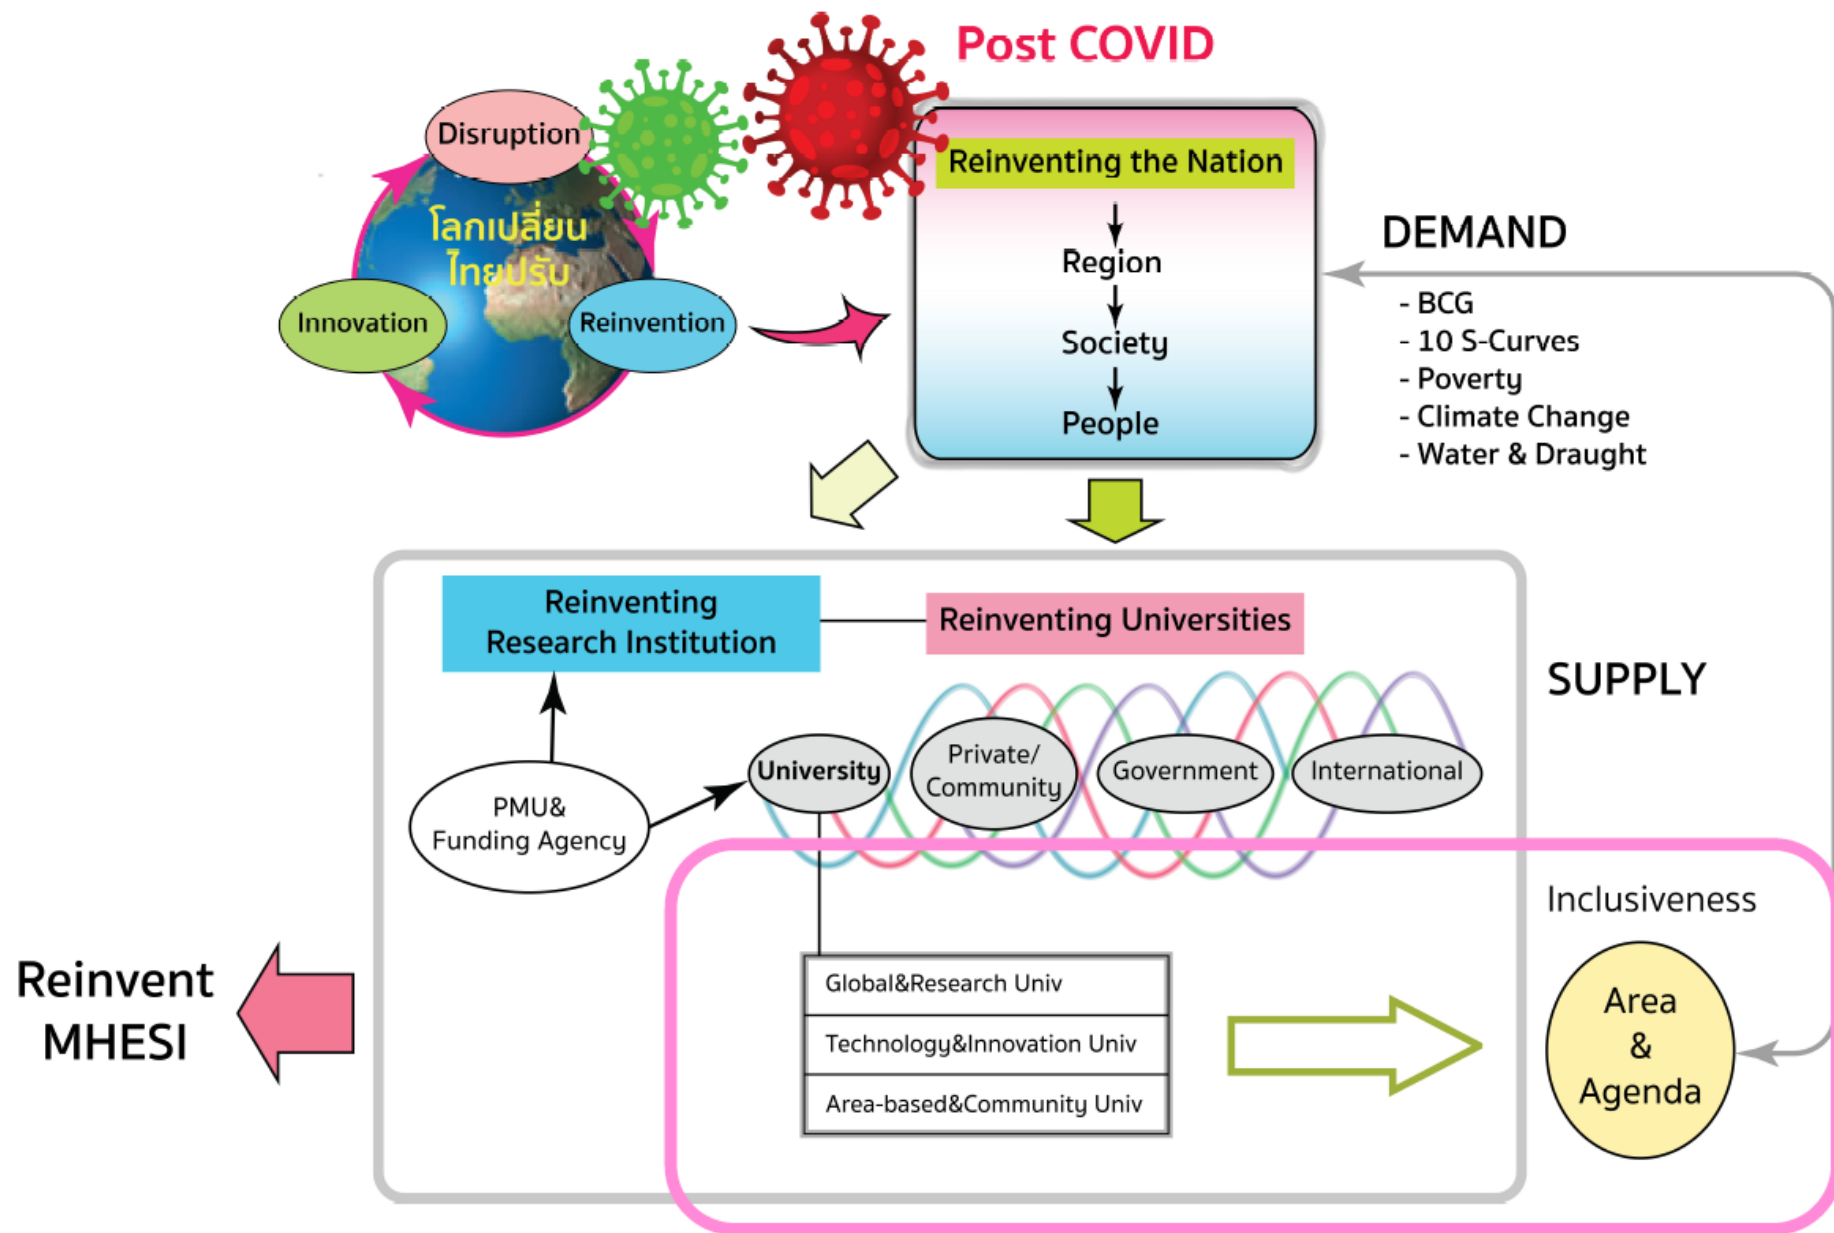 Post COVID
Disruption
โลกเปลี่ยน
ไทยปรับ
Innovation
Reinvention
Reinventing the Nation
Region
Society
People
DEMAND
- BCG
- 10 S-Curves
- Poverty
- Climate Change
- Water & Draught
Reinventing
Research Institution
Reinventing Universities
SUPPLY
PMU&
Funding Agency
University
Private/
Community
Government
International
Inclusiveness
Area
&
Agenda
Global&Research Univ
Technology&Innovation Univ
Area-based&Community Univ
Reinvent
MHESI